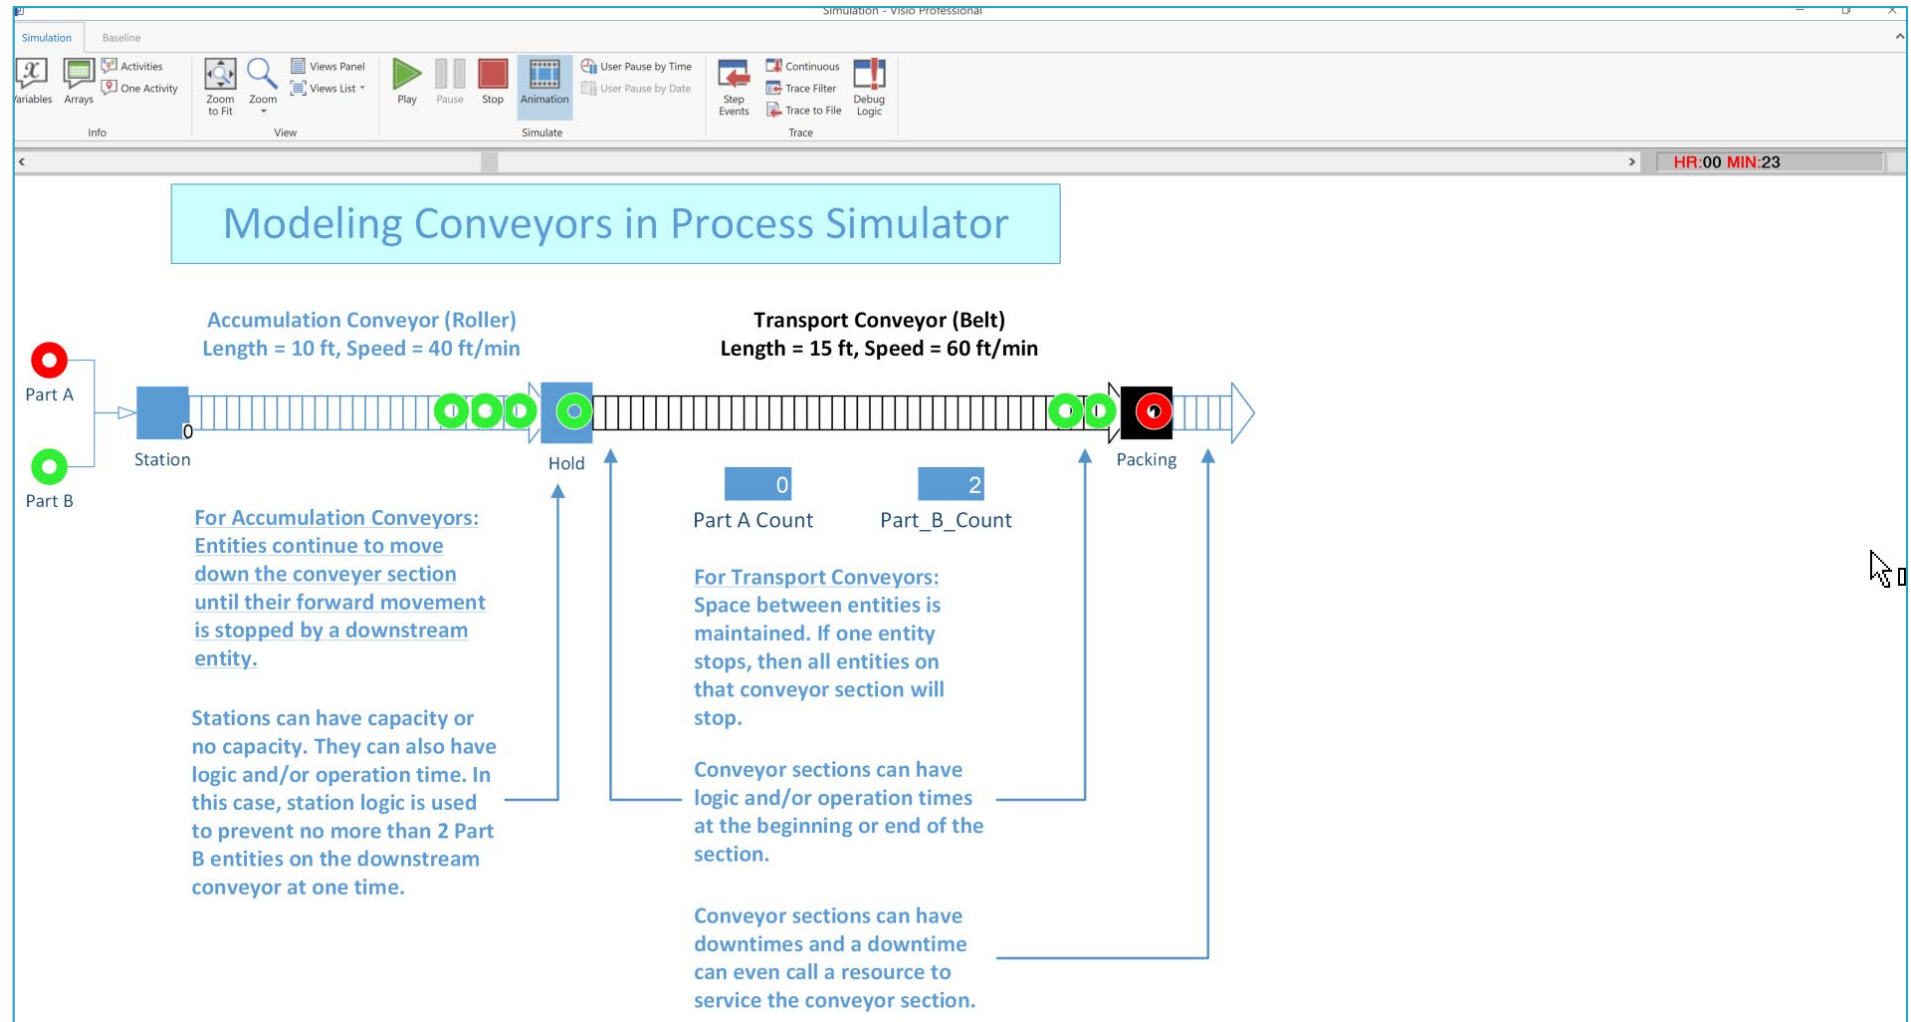 Simulation - Visio Professional
Simulation Baseline
Variables
Arrays
Activities
One Activity
Info
Zoom to Fit
Zoom
Views Panel
Views List
View
Play
Pause
Stop
Animation
User Pause by Time
User Pause by Date
Simulate
Step Events
Continuous
Trace Filter
Trace to File
Debug Logic
Trace
HR:00 MIN:23
Modeling Conveyors in Process Simulator
Accumulation Conveyor (Roller)
Length = 10 ft, Speed = 40 ft/min
Transport Conveyor (Belt)
Length = 15 ft, Speed = 60 ft/min
Part A
Part B
0
Station
Hold
1
Packing
0
Part A Count
2
Part_B_Count
For Accumulation Conveyors:
Entities continue to move
down the conveyer section
until their forward movement
is stopped by a downstream
entity.
Stations can have capacity or
no capacity. They can also have
logic and/or operation time. In
this case, station logic is used
to prevent no more than 2 Part
B entities on the downstream
conveyor at one time.
For Transport Conveyors:
Space between entities is
maintained. If one entity
stops, then all entities on
that conveyor section will
stop.
Conveyor sections can have
logic and/or operation times
at the beginning or end of the
section.
Conveyor sections can have
downtimes and a downtime
can even call a resource to
service the conveyor section.